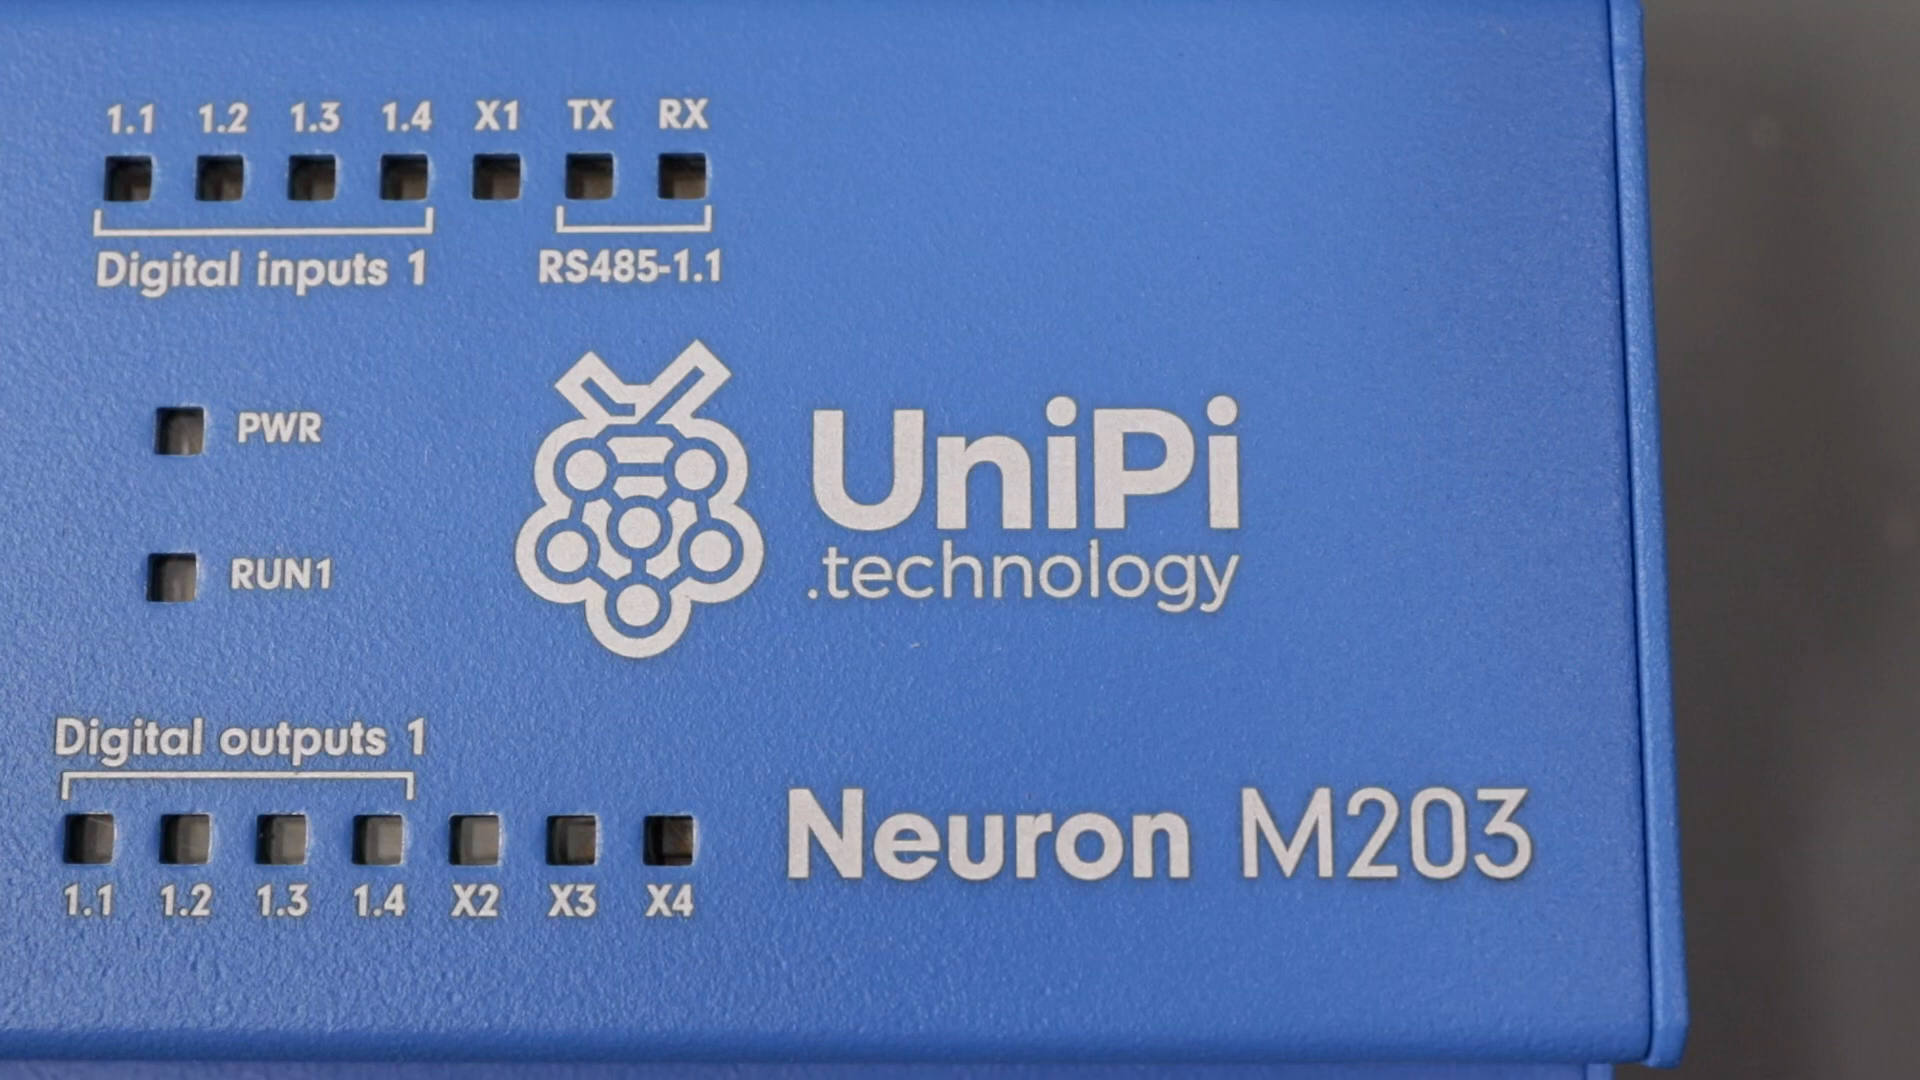 1.1 1.2 1.3 1.4 X1 TX RX
Digital inputs 1 RS485-1.1
PWR
UniPi
RUN1
.technology
Digital outputs 1
Neuron M203
1.1 1.2 1.3 1.4 X2 X3 X4